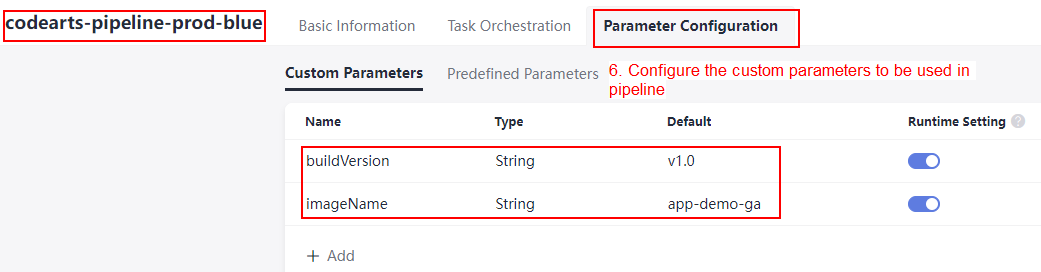 codearts-pipeline-prod-blue Basic Information Task Orchestration Parameter Configuration
Custom Parameters Predefined Parameters 6. Configure the custom parameters to be used in
pipeline
Name Type Default Runtime Setting ?
buildVersion String v1.0
imageName String app-demo-ga
+ Add